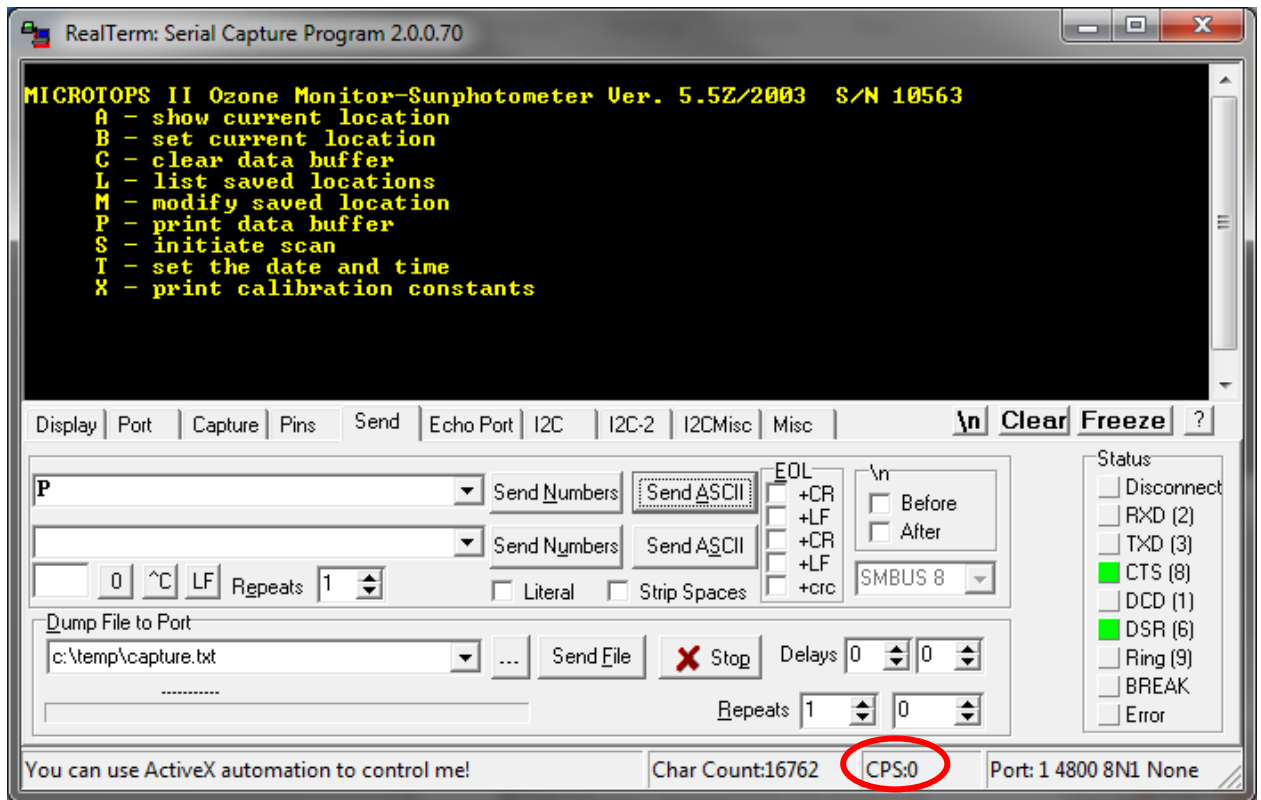 RealTerm: Serial Capture Program 2.0.0.70
MICROTOPS II Ozone Monitor-Sunphotometer Ver. 5.5Z/2003 S/N 10563
A - show current location
B - set current location
C - clear data buffer
L - list saved locations
M - modify saved location
P - print data buffer
S - initiate scan
T - set the date and time
X - print calibration constants
Display Port Capture Pins Send Echo Port I2C I2C-2 I2CMisc Misc \n Clear Freeze ?
P Send Numbers Send ASCII
Send Numbers Send ASCII
0 ^C LF Repeats 1 Literal Strip Spaces
EOL
+CR
+LF
+CR
+LF
+crc
\n
Before
After
SMBUS 8
Dump File to Port
c:\temp\capture.txt ... Send File X Stop Delays 0 0
-----------
Repeats 1 0
Status
Disconnect
RXD (2)
TXD (3)
CTS (8)
DCD (1)
DSR (6)
Ring (9)
BREAK
Error
You can use ActiveX automation to control me! Char Count:16762 CPS:0 Port: 1 4800 8N1 None